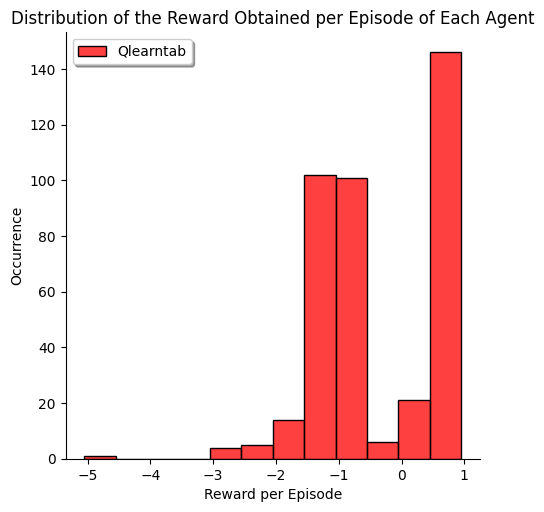 Distribution of the Reward Obtained per Episode of Each Agent
Qlearntab
Occurrence
140
120
100
80
60
40
20
0
−5 −4 −3 −2 −1 0 1
Reward per Episode